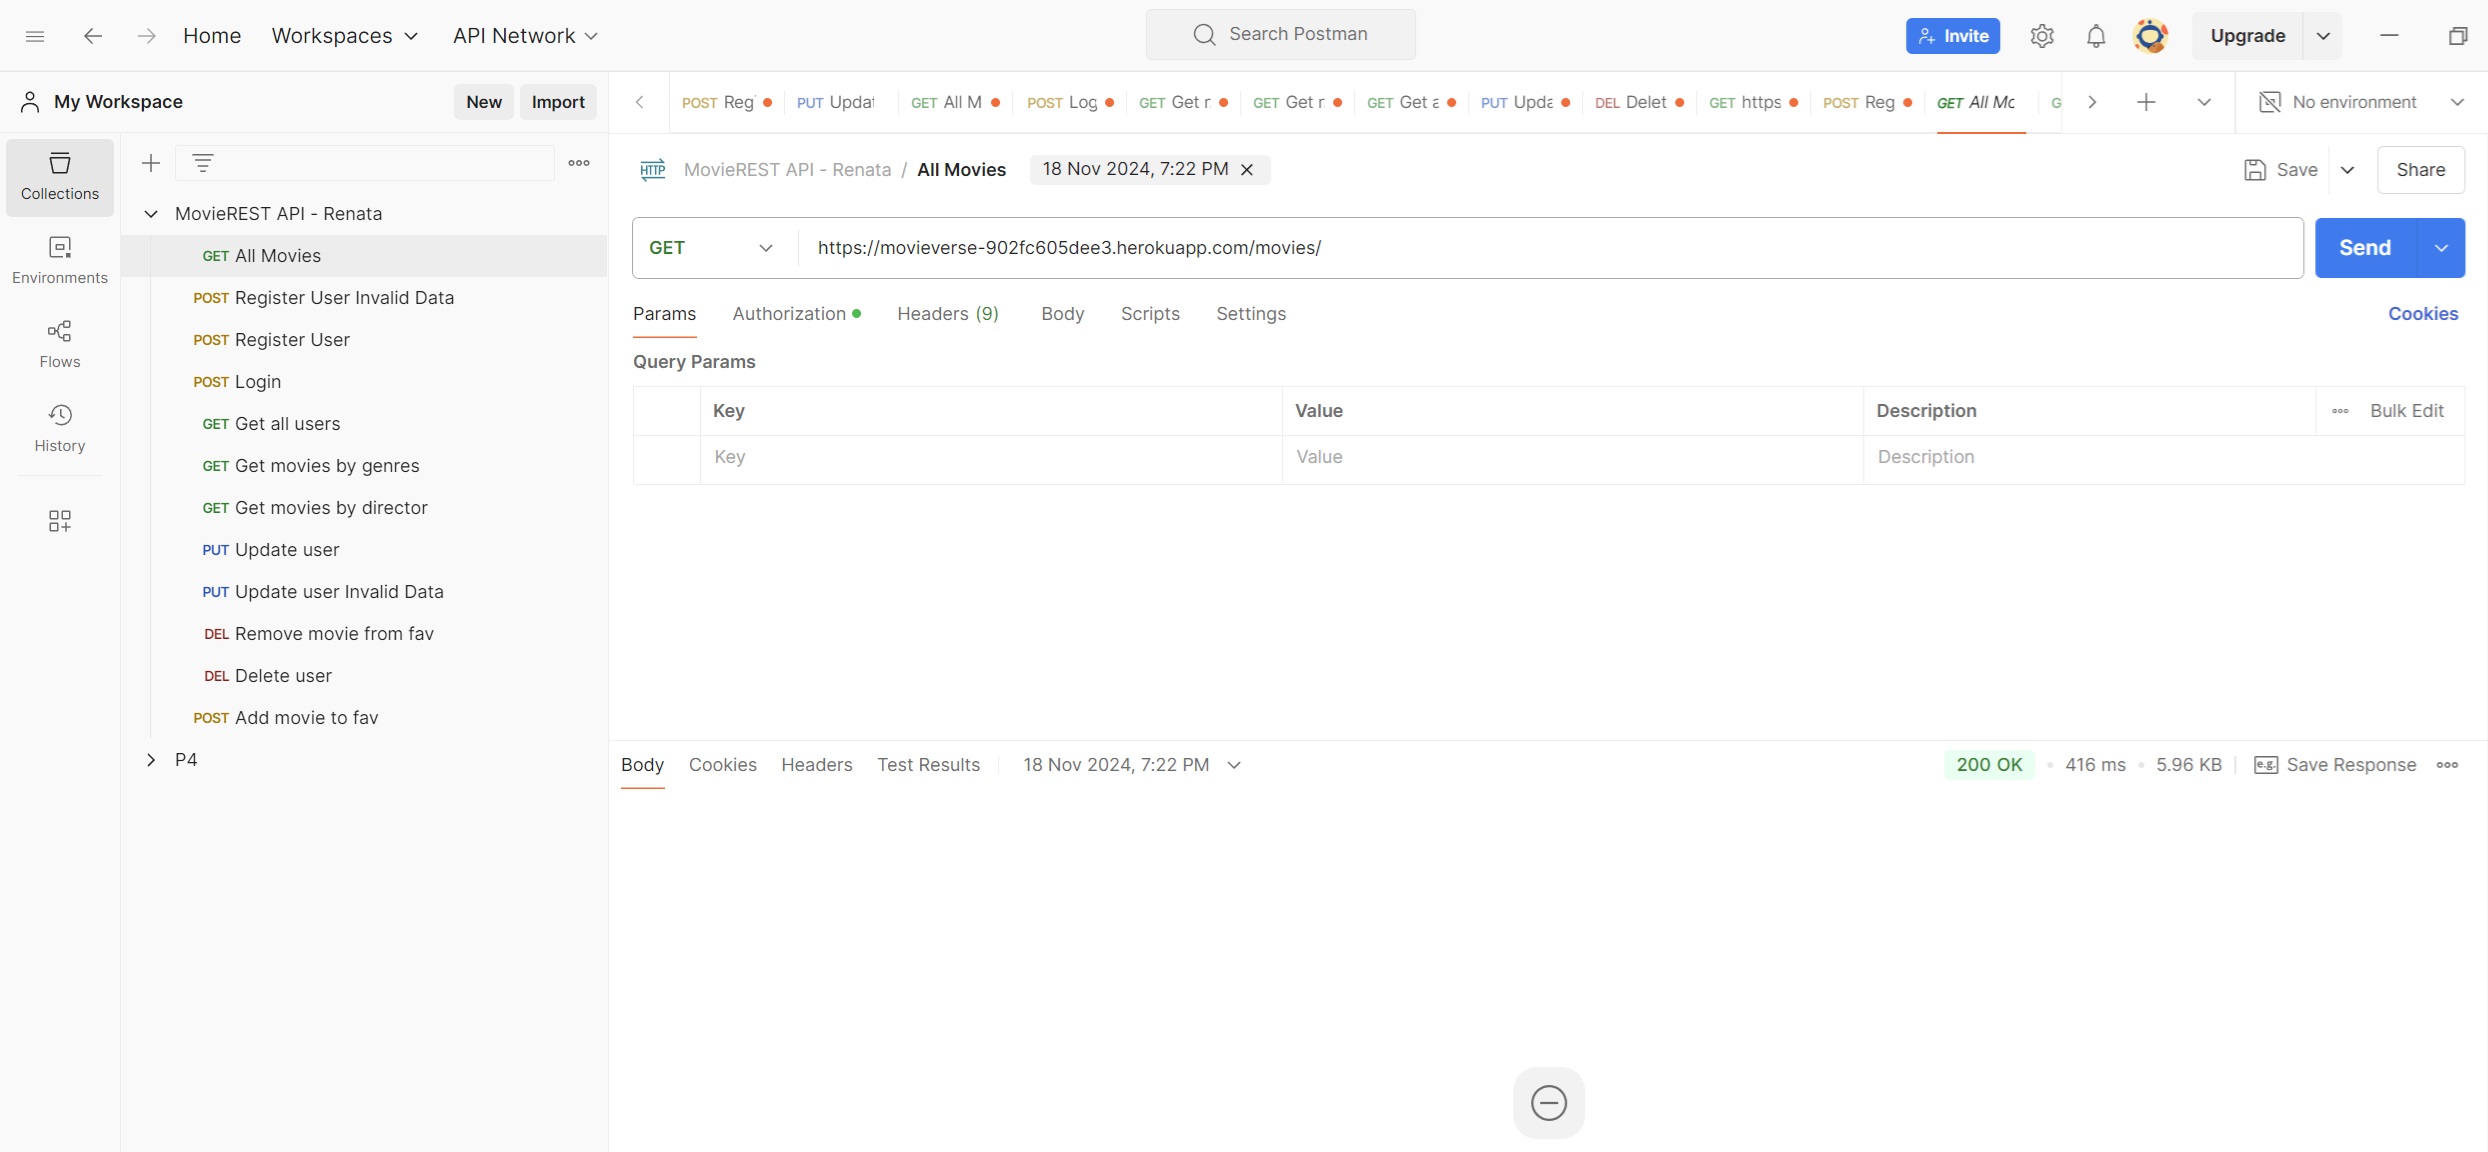 Home Workspaces API Network Search Postman Invite Upgrade
My Workspace New Import
POST Reg PUT Updat GET All M POST Log GET Get r GET Get r GET Get a PUT Upda DEL Delet GET https POST Reg GET All Mc G No environment
Collections
Environments
Flows
History
MovieREST API - Renata
GET All Movies
POST Register User Invalid Data
POST Register User
POST Login
GET Get all users
GET Get movies by genres
GET Get movies by director
PUT Update user
PUT Update user Invalid Data
DEL Remove movie from fav
DEL Delete user
POST Add movie to fav
P4
HTTP MovieREST API - Renata / All Movies 18 Nov 2024, 7:22 PM Save Share
GET https://movieverse-902fc605dee3.herokuapp.com/movies/ Send
Params Authorization Headers (9) Body Scripts Settings Cookies
Query Params
Key Value Description Bulk Edit
Key Value Description
Body Cookies Headers Test Results 18 Nov 2024, 7:22 PM 200 OK 416 ms 5.96 KB e.g. Save Response